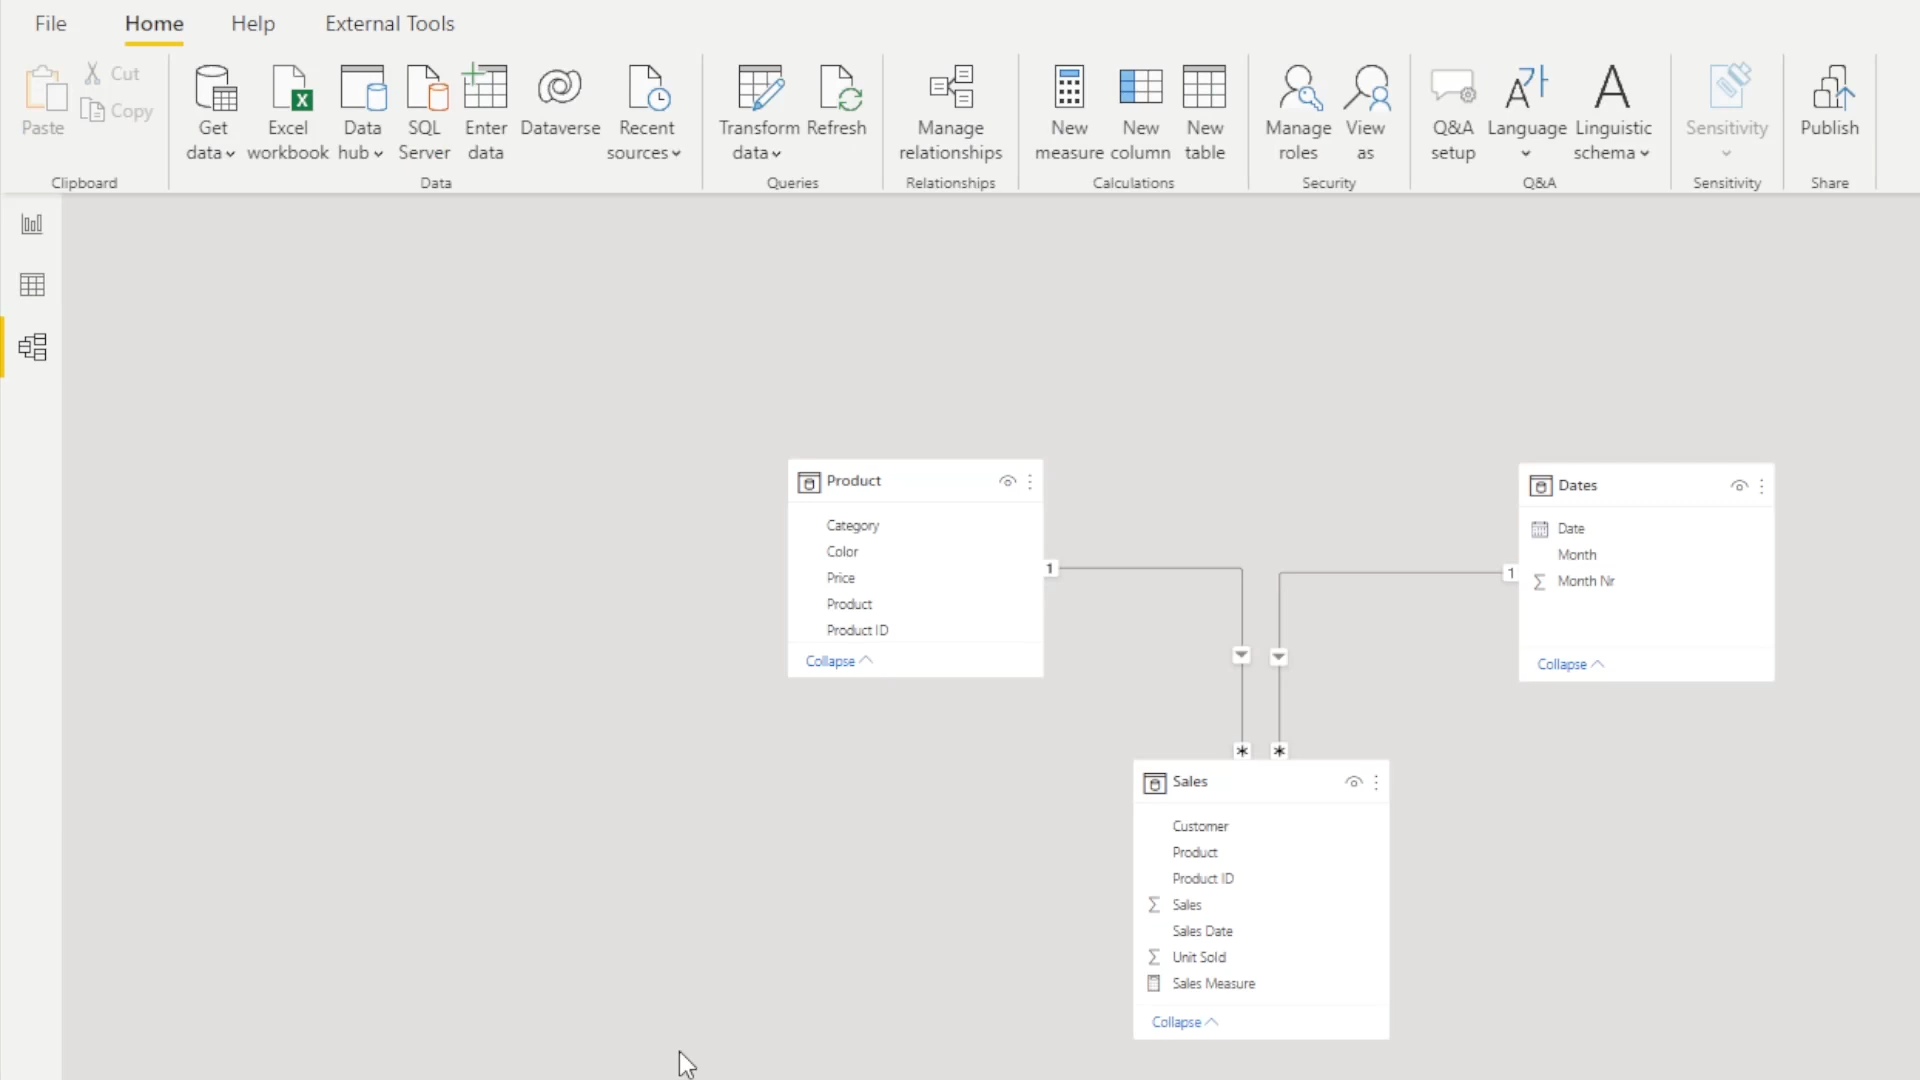 File Home Help External Tools
Paste
Cut
Copy
Clipboard
Get data
Excel workbook
Data hub
SQL Server
Enter data
Dataverse
Recent sources
Data
Transform data
Refresh
Queries
Manage relationships
Relationships
New measure
New column
New table
Calculations
Manage roles
View as
Security
Q&A setup
Language
Linguistic schema
Q&A
Sensitivity
Sensitivity
Publish
Share
Product
Category
Color
Price
Product
Product ID
Collapse
1
Dates
Date
Month
Month Nr
Collapse
1
*
*
Sales
Customer
Product
Product ID
Sales
Sales Date
Unit Sold
Sales Measure
Collapse